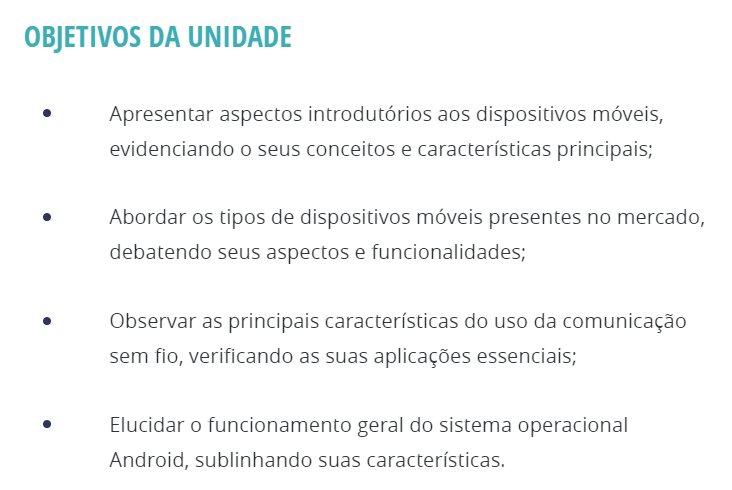 OBJETIVOS DA UNIDADE
• Apresentar aspectos introdutórios aos dispositivos móveis,
evidenciando o seus conceitos e características principais;
• Abordar os tipos de dispositivos móveis presentes no mercado,
debatendo seus aspectos e funcionalidades;
• Observar as principais características do uso da comunicação
sem fio, verificando as suas aplicações essenciais;
• Elucidar o funcionamento geral do sistema operacional
Android, sublinhando suas características.